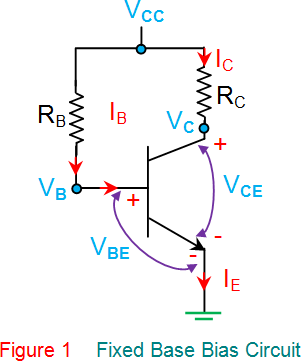 VCC
IC
RB
IB
RC
VC
+
VB
+
VCE
VBE
-
-
IE
Figure 1 Fixed Base Bias Circuit